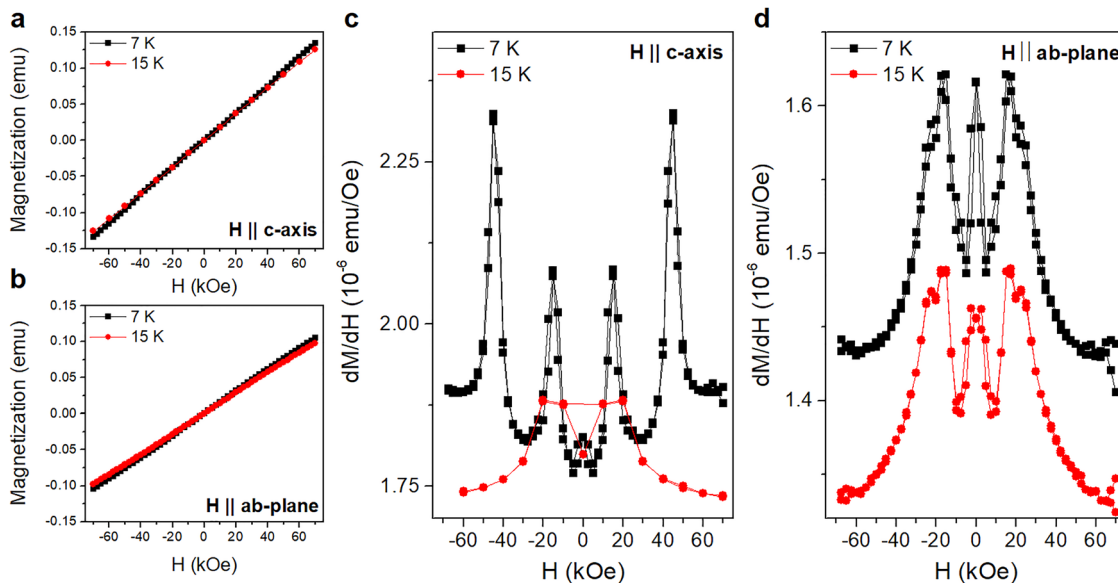 a
7 K
15 K
Magnetization (emu)
0.15
0.10
0.05
0.00
-0.05
-0.10
-0.15
H || c-axis
-60 -40 -20 0 20 40 60
H (kOe)
b
7 K
15 K
Magnetization (emu)
0.15
0.10
0.05
0.00
-0.05
-0.10
-0.15
H || ab-plane
-60 -40 -20 0 20 40 60
H (kOe)
c
7 K
15 K
H || c-axis
dM/dH (10⁻⁶ emu/Oe)
2.25
2.00
1.75
-60 -40 -20 0 20 40 60
H (kOe)
d
7 K
15 K
H || ab-plane
dM/dH (10⁻⁶ emu/Oe)
1.6
1.5
1.4
-60 -40 -20 0 20 40 60
H (kOe)